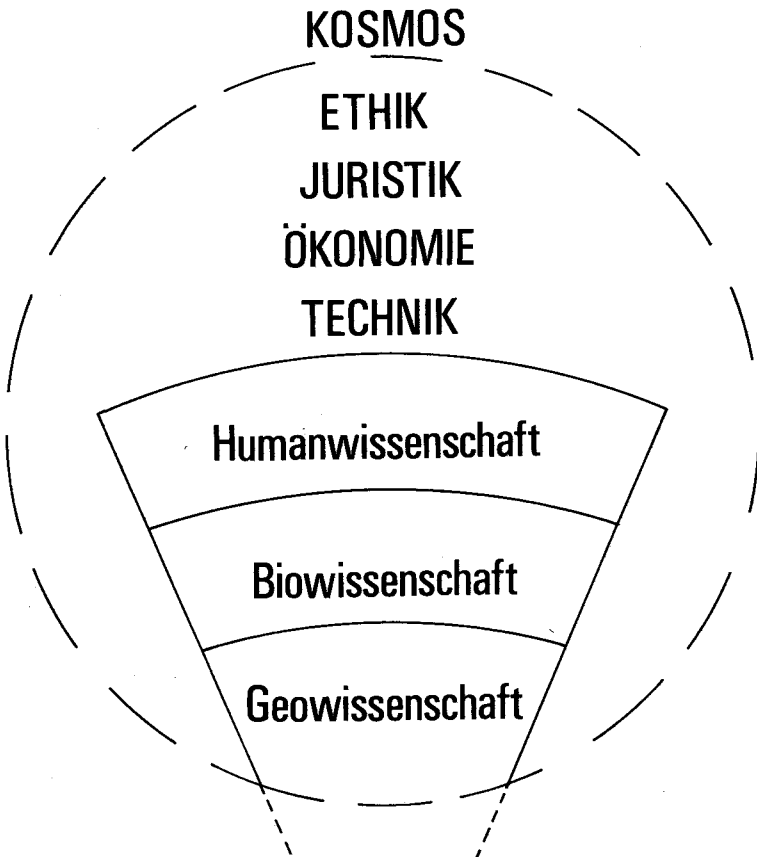 KOSMOS
ETHIK
JURISTIK
ÖKONOMIE
TECHNIK
Humanwissenschaft
Biowissenschaft
Geowissenschaft